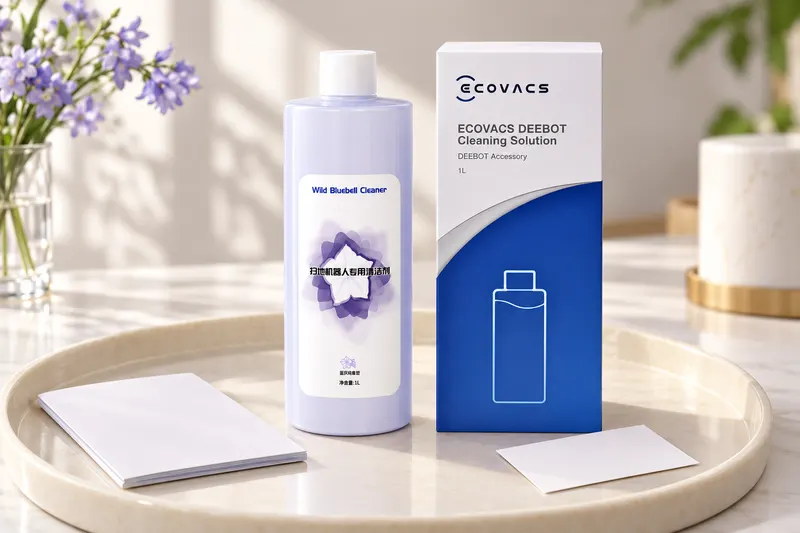 Wild Bluebell Cleaner
扫地机器人专用清洁剂
净含量: 1L
ECOVACS
ECOVACS DEEBOT
Cleaning Solution
DEEBOT Accessory
1L